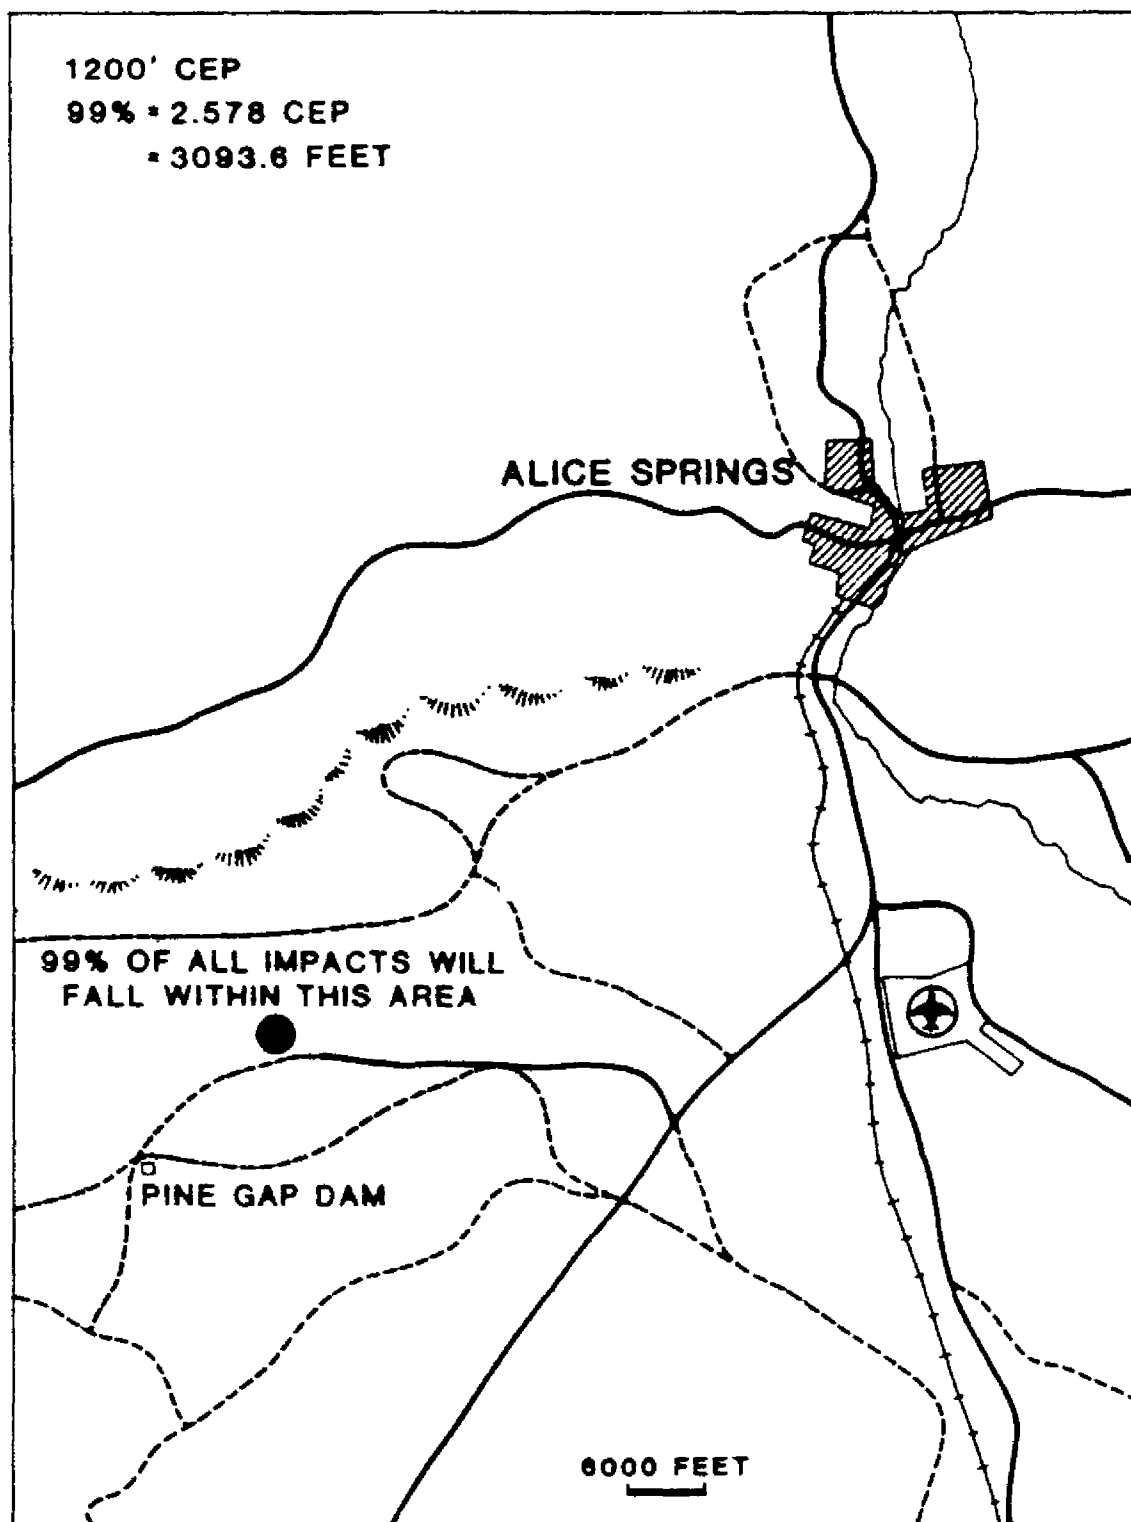 1200' CEP
99% = 2.578 CEP
= 3093.6 FEET
ALICE SPRINGS
99% OF ALL IMPACTS WILL
FALL WITHIN THIS AREA
PINE GAP DAM
6000 FEET